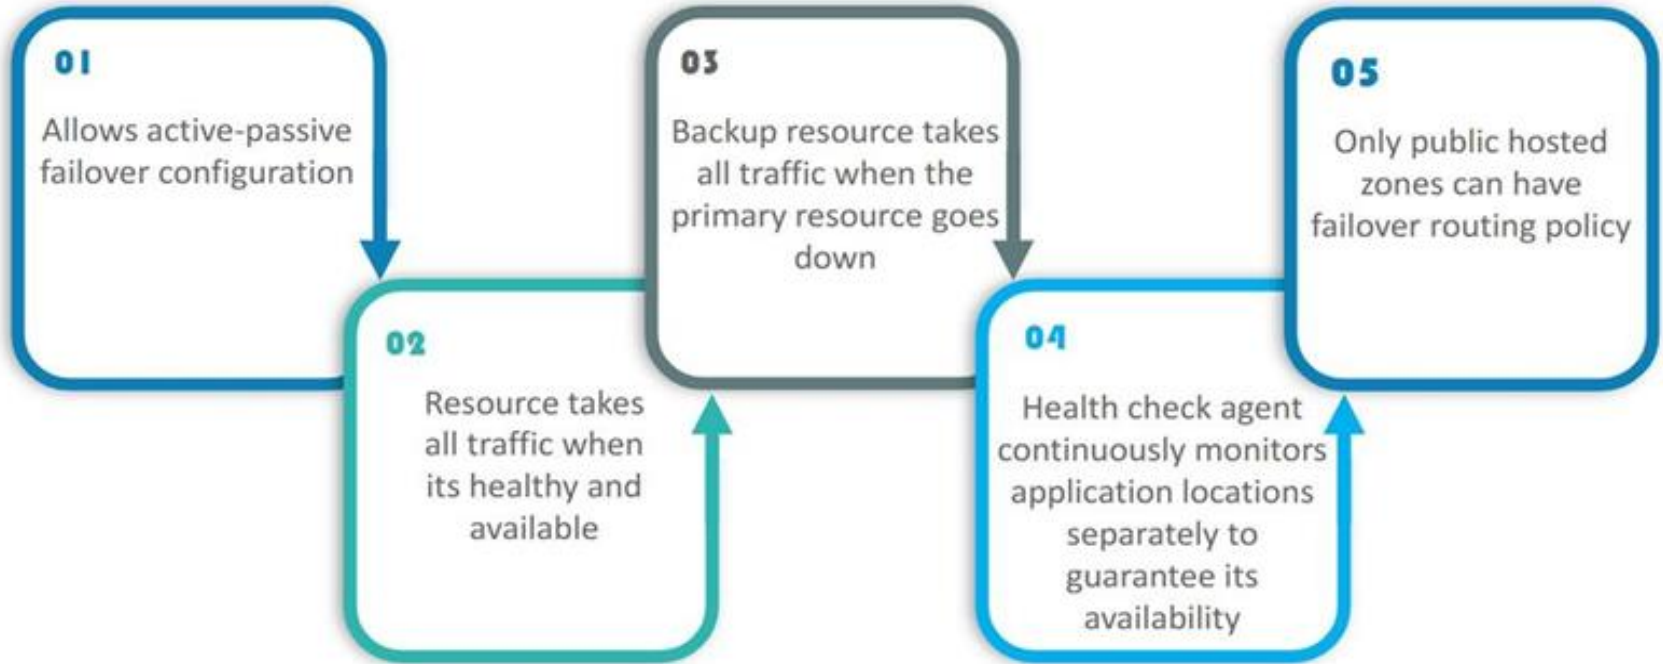 01
Allows active-passive
failover configuration
02
Resource takes
all traffic when
its healthy and
available
03
Backup resource takes
all traffic when the
primary resource goes
down
04
Health check agent
continuously monitors
application locations
separately to
guarantee its
availability
05
Only public hosted
zones can have
failover routing policy